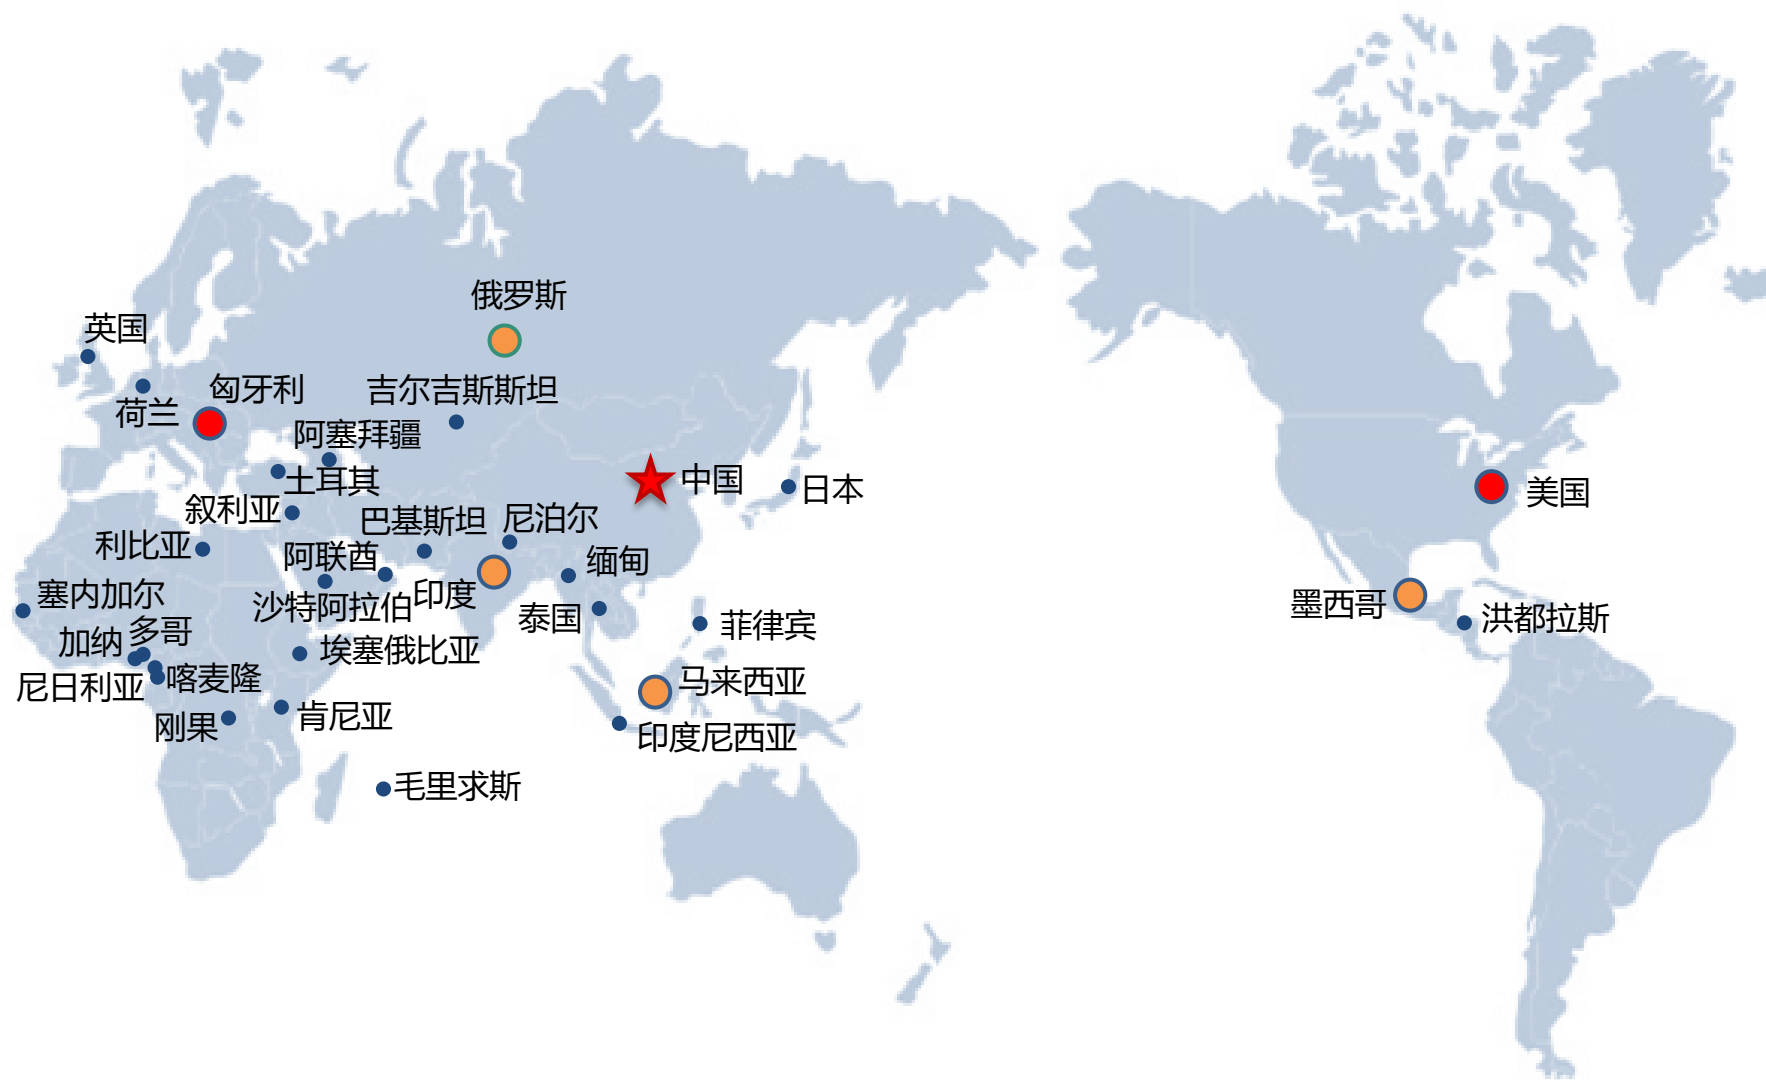 俄罗斯
英国
匈牙利
吉尔吉斯斯坦
荷兰
阿塞拜疆
土耳其
中国
日本
美国
叙利亚
巴基斯坦
尼泊尔
利比亚
阿联酋
缅甸
塞内加尔
沙特阿拉伯
印度
泰国
菲律宾
墨西哥
洪都拉斯
加纳
多哥
埃塞俄比亚
尼日利亚
喀麦隆
马来西亚
刚果
肯尼亚
印度尼西亚
毛里求斯